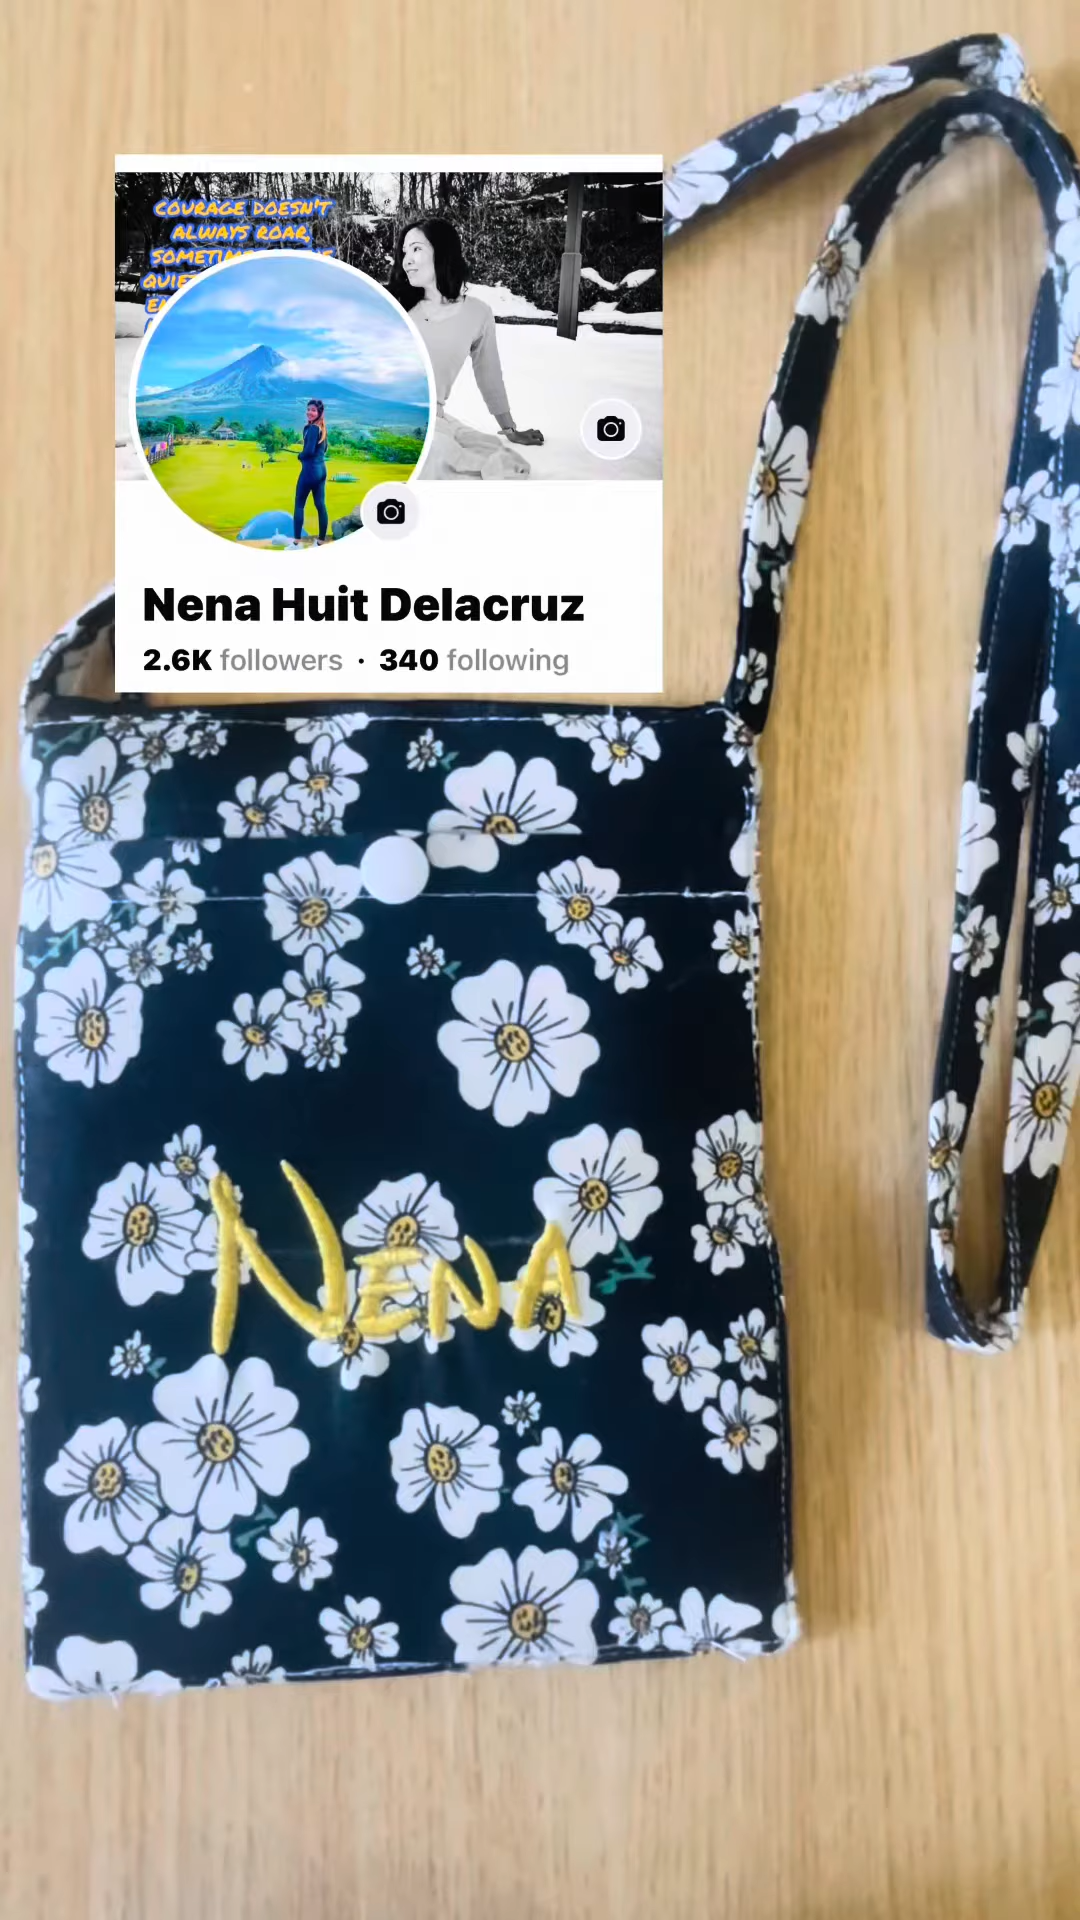 COURAGE DOESN'T
ALWAYS ROAR,
Nena Huit Delacruz
2.6K followers · 340 following
NENA